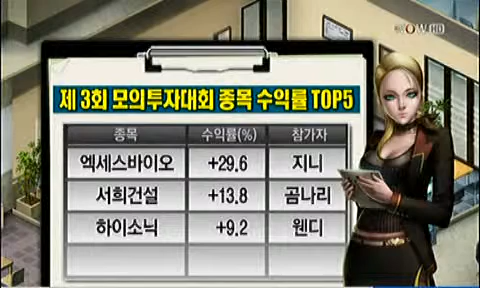 WOW HD
제 3회 모의투자대회 종목 수익률 TOP5
종목 수익률(%) 참가자
엑세스바이오 +29.6 지니
서희건설 +13.8 곰나리
하이소닉 +9.2 웬디